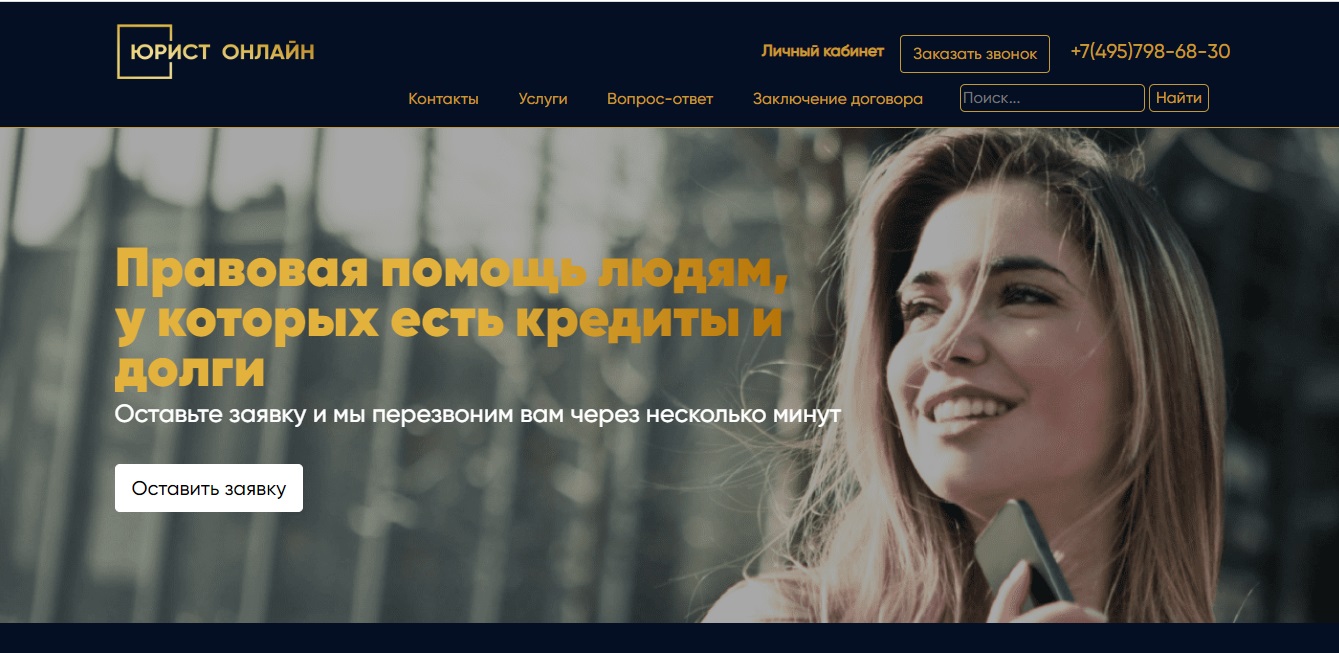 ЮРИСТ ОНЛАЙН
Личный кабинет
Заказать звонок
+7(495)798-68-30
Контакты
Услуги
Вопрос-ответ
Заключение договора
Поиск...
Найти
Правовая помощь людям,
у которых есть кредиты и
долги
Оставьте заявку и мы перезвоним вам через несколько минут
Оставить заявку